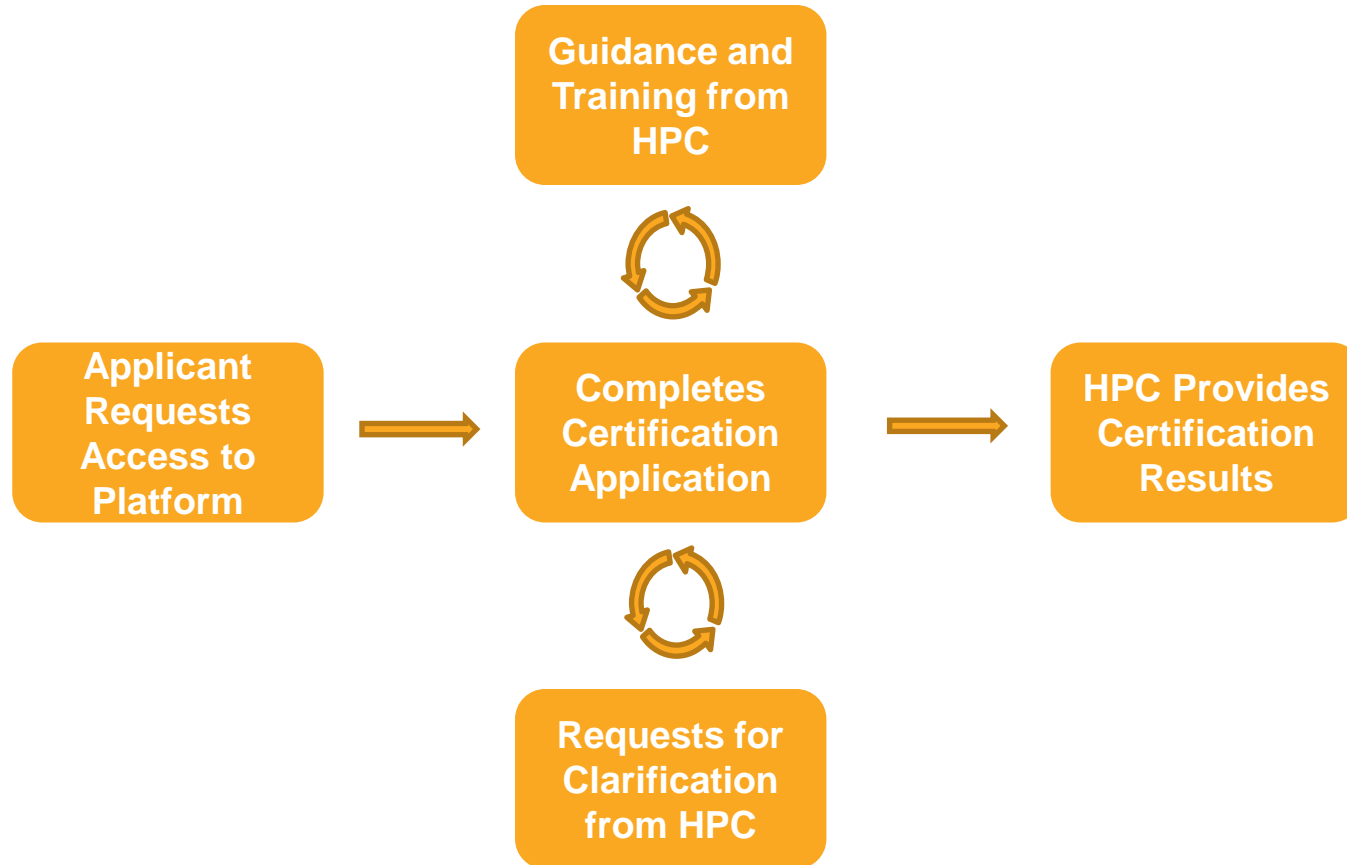 Guidance and
Training from
HPC
Applicant
Requests
Access to
Platform
Completes
Certification
Application
HPC Provides
Certification
Results
Requests for
Clarification
from HPC